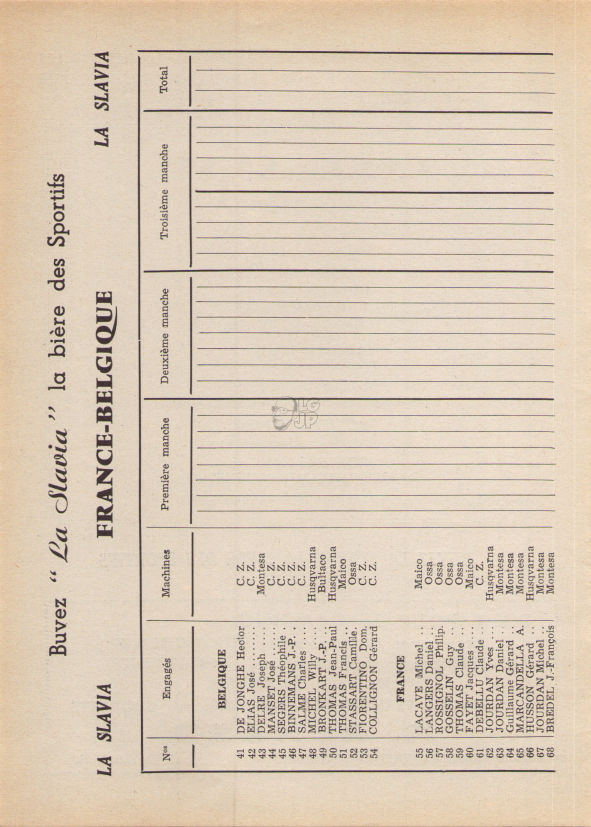 Buvez “ La Slavia ” la bière des Sportifs
LA SLAVIA FRANCE-BELGIQUE LA SLAVIA
Nos Engagés Machines Première manche Deuxième manche Troisième manche Total
BELGIQUE
41 DE JONGHE Hector C. Z.
42 ELIAS José ........ C. Z.
43 DELRE Joseph ..... Montesa
44 MANSET José ..... C. Z.
45 SEGERS Théophile . C. Z.
46 BINNEMANS J.-P. . C. Z.
47 SALME Charles .... C. Z.
48 MICHEL Willy ..... Husqvarna
49 BRONKART J.-P. .. Bultaco
50 THOMAS Jean-Paul Husqvarna
51 THOMAS Francis .. Maico
52 STASSART Camille. Ossa
53 FIORENTINO Dom. C. Z.
54 COLLIGNON Gérard C. Z.
FRANCE
55 LACAYE Michel .. Maico
56 LANGERS Daniel .. Ossa
57 ROSSIGNOL Philip. Ossa
58 GOSSELIN Guy .... Ossa
59 THOMAS Claude .. Ossa
60 FAYET Jacques .... Maico
61 DEBELLU Claude .. C. Z.
62 JOURDAN Yves ... Husqvarna
63 JOURDAN Daniel .. Montesa
64 Guillaume Gérard .. Montesa
65 MARCANDELLA A. Montesa
66 HUSSON Gérard .. Husqvarna
67 JOURDAN Michel .. Montesa
68 BREDEL J.-François Montesa
LG
JP